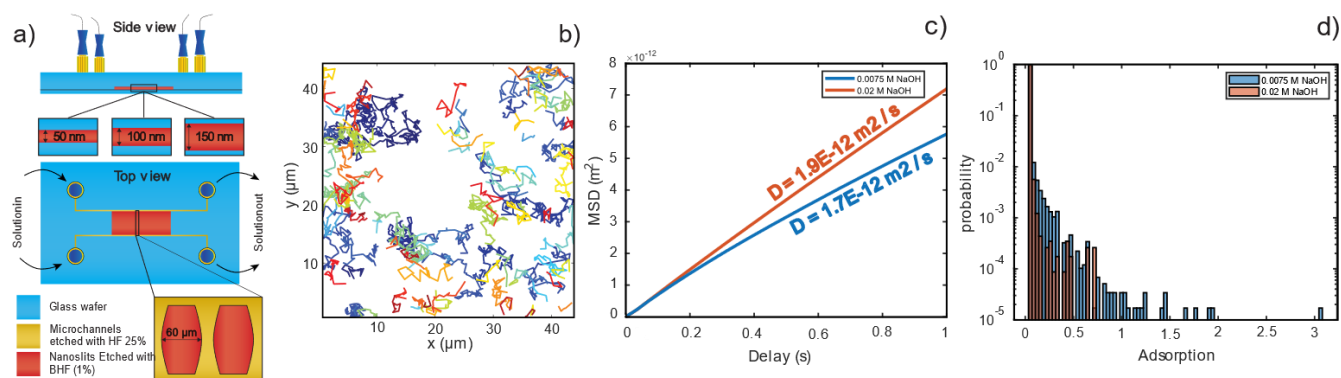 a)
Side view
50 nm
100 nm
150 nm
Top view
Solutionin
Solutionout
60 µm
Glass wafer
Microchannels
etched with HF 25%
Nanoslits Etched with
BHF (1%)
b)
40
30
20
10
y (µm)
10
20
30
40
x (µm)
c)
×10⁻¹²
8
7
6
5
4
3
2
1
0
MSD (m²)
0.0075 M NaOH
0.02 M NaOH
D = 1.9E-12 m2 / s
D = 1.7E-12 m2 / s
0
0.2
0.4
0.6
0.8
1
Delay (s)
d)
10⁰
10⁻¹
10⁻²
10⁻³
10⁻⁴
10⁻⁵
probability
0.0075 M NaOH
0.02 M NaOH
0
0.5
1
1.5
2
2.5
3
Adsorption